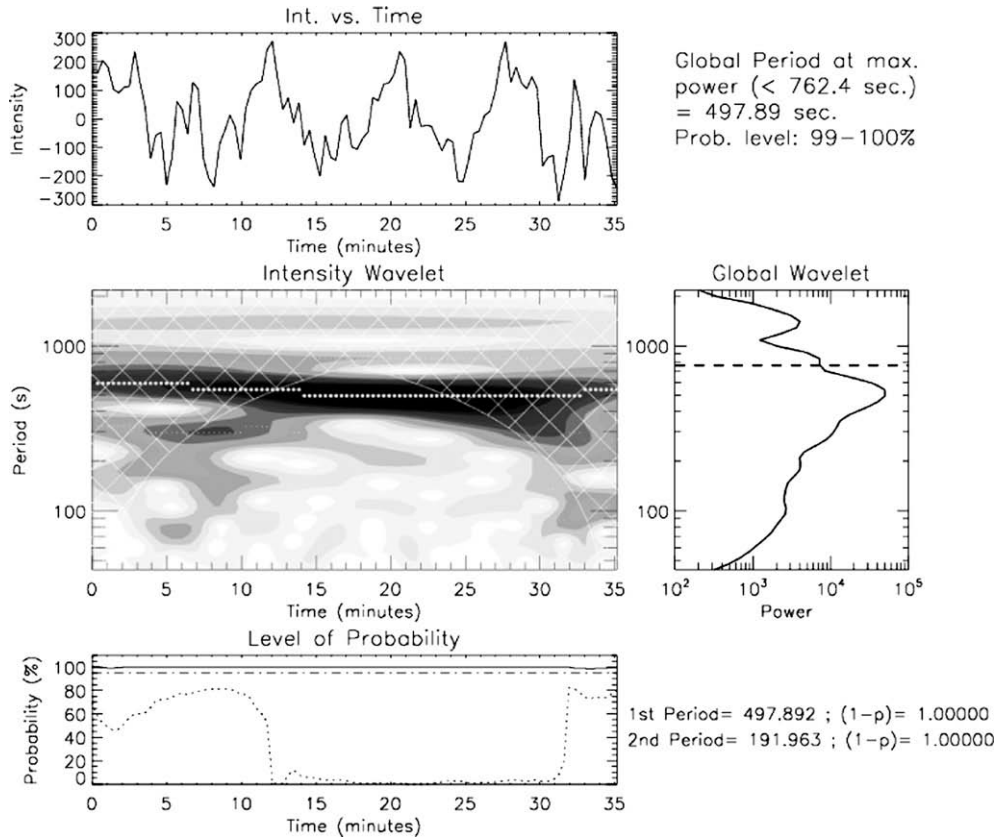 Int. vs. Time
300
200
100
0
−100
−200
−300
Intensity
0 5 10 15 20 25 30 35
Time (minutes)
Global Period at max.
power (< 762.4 sec.)
= 497.89 sec.
Prob. level: 99−100%
Intensity Wavelet
1000
100
Period (s)
0 5 10 15 20 25 30 35
Time (minutes)
Global Wavelet
1000
100
10² 10³ 10⁴ 10⁵
Power
Level of Probability
100
80
60
40
20
0
Probability (%)
0 5 10 15 20 25 30 35
Time (minutes)
1st Period= 497.892 ; (1−p)= 1.00000
2nd Period= 191.963 ; (1−p)= 1.00000